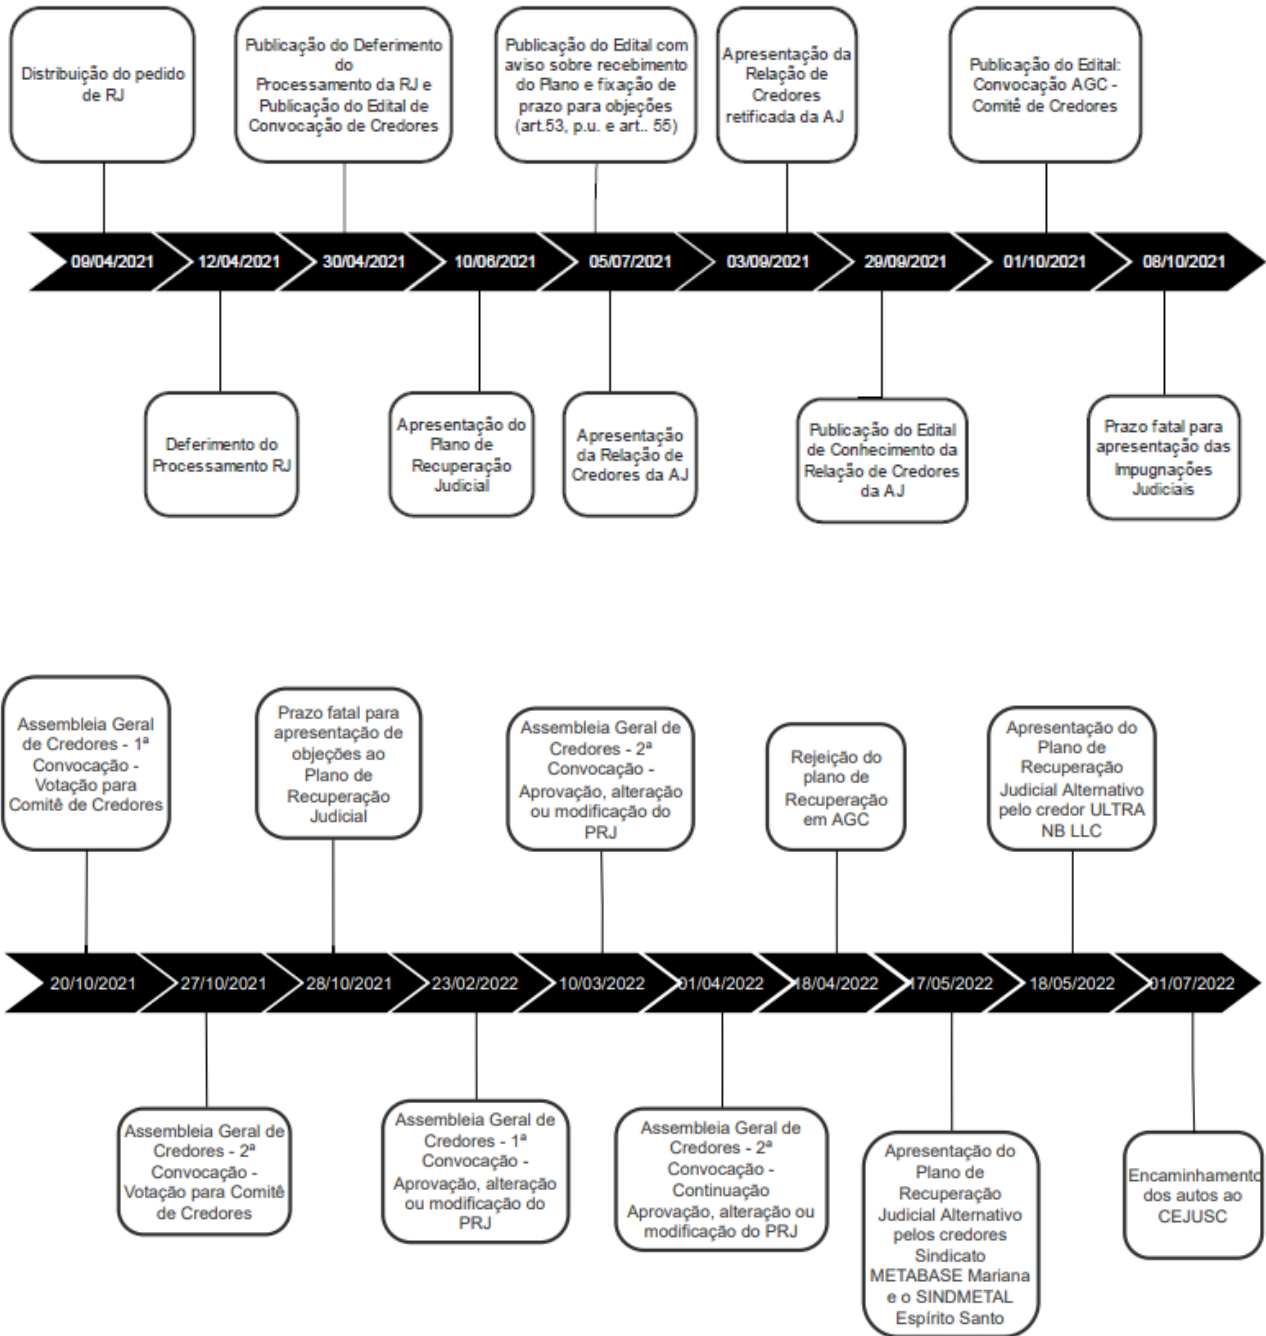 Distribuição do pedido
de RJ
Publicação do Deferimento
do
Processamento da RJ e
Publicação do Edital de
Convocação de Credores
Publicação do Edital com
aviso sobre recebimento
do Plano e fixação de
prazo para objeções
(art.53, p.u. e art.. 55)
Apresentação da
Relação de
Credores
retificada da AJ
Publicação do Edital:
Convocação AGC -
Comitê de Credores
09/04/2021
12/04/2021
30/04/2021
10/06/2021
05/07/2021
03/09/2021
29/09/2021
01/10/2021
08/10/2021
Deferimento do
Processamento RJ
Apresentação do
Plano de
Recuperação
Judicial
Apresentação
da Relação de
Credores da AJ
Publicação do Edital
de Conhecimento da
Relação de Credores
da AJ
Prazo fatal para
apresentação das
Impugnações
Judiciais
Assembleia Geral
de Credores - 1ª
Convocação -
Votação para
Comitê de Credores
Prazo fatal para
apresentação de
objeções ao
Plano de
Recuperação
Judicial
Assembleia Geral de
Credores - 2ª
Convocação -
Aprovação, alteração
ou modificação do
PRJ
Rejeição do
plano de
Recuperação
em AGC
Apresentação do
Plano de
Recuperação
Judicial Alternativo
pelo credor ULTRA
NB LLC
20/10/2021
27/10/2021
28/10/2021
23/02/2022
10/03/2022
01/04/2022
18/04/2022
17/05/2022
18/05/2022
01/07/2022
Assembleia Geral de
Credores - 2ª
Convocação -
Votação para Comitê
de Credores
Assembleia Geral de
Credores - 1ª
Convocação -
Aprovação, alteração
ou modificação do
PRJ
Assembleia Geral de
Credores - 2ª
Convocação -
Continuação
Aprovação, alteração ou
modificação do PRJ
Apresentação do
Plano de
Recuperação
Judicial Alternativo
pelos credores
Sindicato
METABASE Mariana
e o SINDMETAL
Espírito Santo
Encaminhamento
dos autos ao
CEJUSC